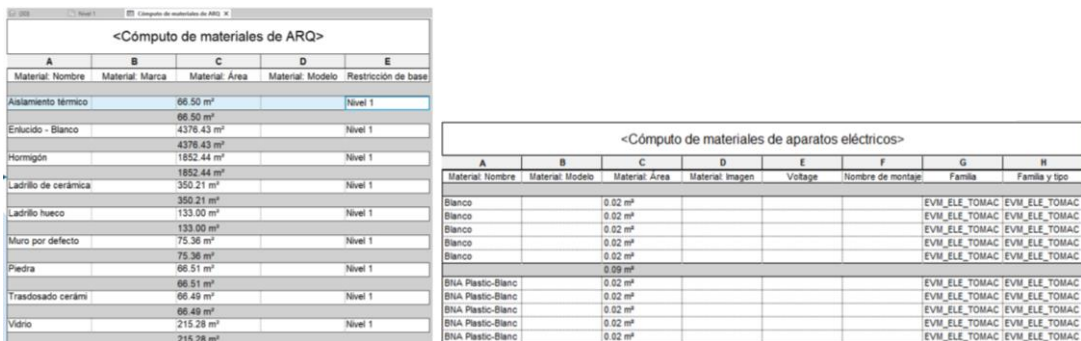 Nivel 1
Cómputo de materiales de ARQ X
<Cómputo de materiales de ARQ>
A B C D E
Material: Nombre Material: Marca Material: Área Material: Modelo Restricción de base
Aislamiento térmico 66.50 m² Nivel 1
66.50 m²
Enlucido - Blanco 4376.43 m² Nivel 1
4376.43 m²
Hormigón 1852.44 m² Nivel 1
1852.44 m²
Ladrillo de cerámica 350.21 m² Nivel 1
350.21 m²
Ladrillo hueco 133.00 m² Nivel 1
133.00 m²
Muro por defecto 75.36 m² Nivel 1
75.36 m²
Piedra 66.51 m² Nivel 1
66.51 m²
Trasdosado cerámi 66.49 m² Nivel 1
66.49 m²
Vidrio 215.28 m² Nivel 1
215.28 m²
<Cómputo de materiales de aparatos eléctricos>
A B C D E F G H
Material: Nombre Material: Modelo Material: Área Material: Imagen Voltage Nombre de montaje Familia Familia y tipo
Blanco 0.02 m² EVM_ELE_TOMAC EVM_ELE_TOMAC
Blanco 0.02 m² EVM_ELE_TOMAC EVM_ELE_TOMAC
Blanco 0.02 m² EVM_ELE_TOMAC EVM_ELE_TOMAC
Blanco 0.02 m² EVM_ELE_TOMAC EVM_ELE_TOMAC
Blanco 0.02 m² EVM_ELE_TOMAC EVM_ELE_TOMAC
0.09 m²
BNA Plastic-Blanc 0.02 m² EVM_ELE_TOMAC EVM_ELE_TOMAC
BNA Plastic-Blanc 0.02 m² EVM_ELE_TOMAC EVM_ELE_TOMAC
BNA Plastic-Blanc 0.02 m² EVM_ELE_TOMAC EVM_ELE_TOMAC
BNA Plastic-Blanc 0.02 m² EVM_ELE_TOMAC EVM_ELE_TOMAC
BNA Plastic-Blanc 0.02 m² EVM_ELE_TOMAC EVM_ELE_TOMAC